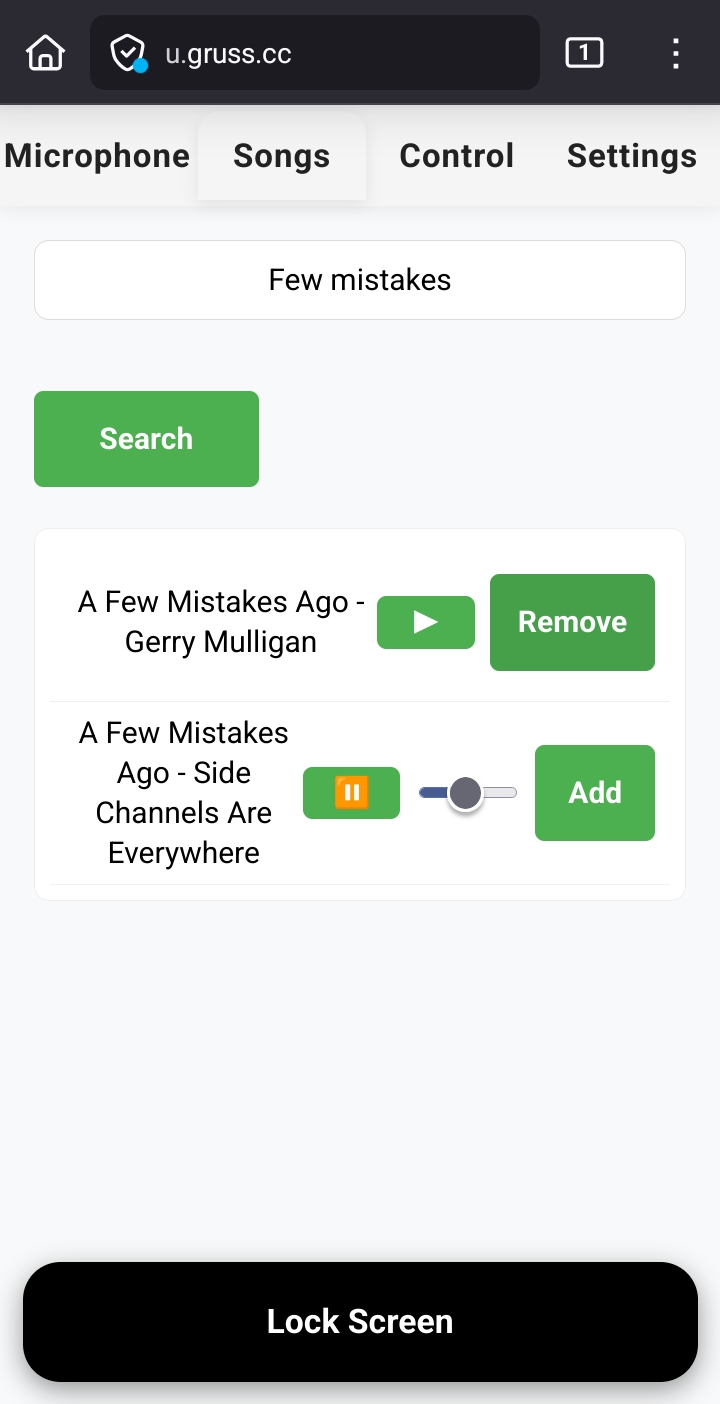 u.gruss.cc
1
Microphone Songs Control Settings
Few mistakes
Search
A Few Mistakes Ago -
Gerry Mulligan
Remove
A Few Mistakes
Ago - Side
Channels Are
Everywhere
Add
Lock Screen